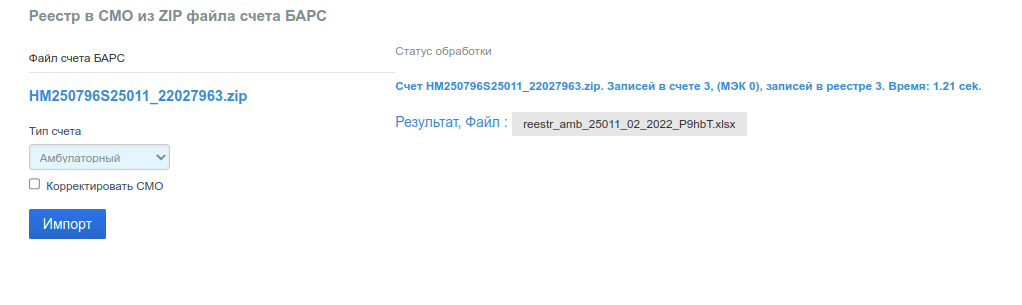 Реестр в СМО из ZIP файла счета БАРС
Файл счета БАРС
HM250796S25011_22027963.zip
Тип счета
Амбулаторный
Корректировать СМО
Импорт
Статус обработки
Счет HM250796S25011_22027963.zip. Записей в счете 3, (МЭК 0), записей в реестре 3. Время: 1.21 сек.
Результат, Файл : reestr_amb_25011_02_2022_P9hbT.xlsx